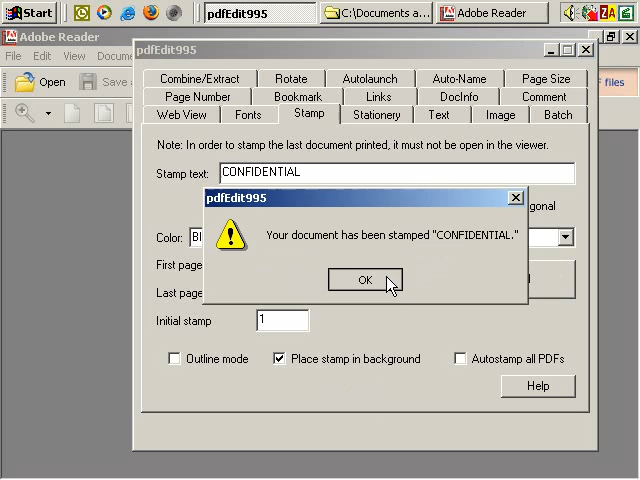 Start
pdfEdit995
C:\Documents a...
Adobe Reader
Adobe Reader
File Edit View Docume
Open
Save a
files
pdfEdit995
Combine/Extract Rotate Autolaunch Auto-Name Page Size
Page Number Bookmark Links DocInfo Comment
Web View Fonts Stamp Stationery Text Image Batch
Note: In order to stamp the last document printed, it must not be open in the viewer.
Stamp text: CONFIDENTIAL
pdfEdit995
Your document has been stamped "CONFIDENTIAL."
OK
Color:
First page
Last page
Initial stamp 1
Outline mode Place stamp in background Autostamp all PDFs
Help